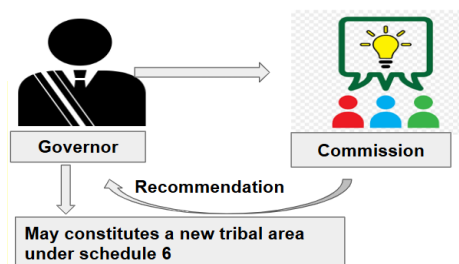 Governor
Commission
Recommendation
May constitutes a new tribal area
under schedule 6